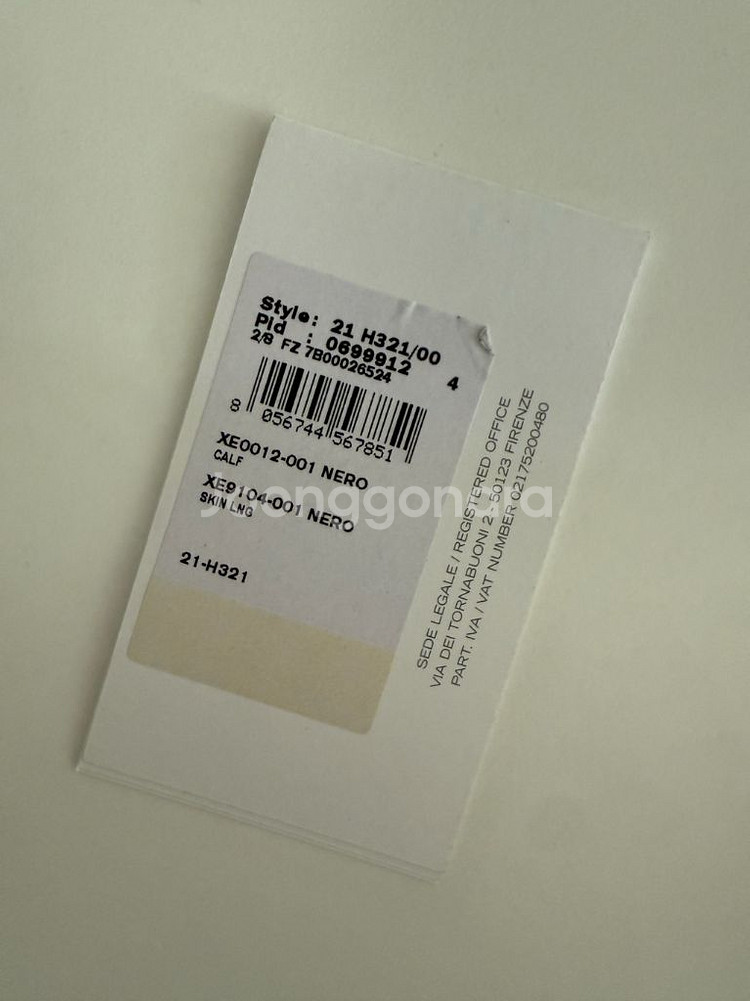 Style: 21 H321/00
Pld : 0699912 4
2/8 FZ 7B00026524
8 056744 567851
XE0012-001 NERO
CALF
XE9104-001 NERO
SKIN LNG
21-H321
SEDE LEGALE / REGISTERED OFFICE
VIA DEI TORNABUONI 2 - 50123 FIRENZE
PART. IVA / VAT NUMBER 02175200480
Joonggonara